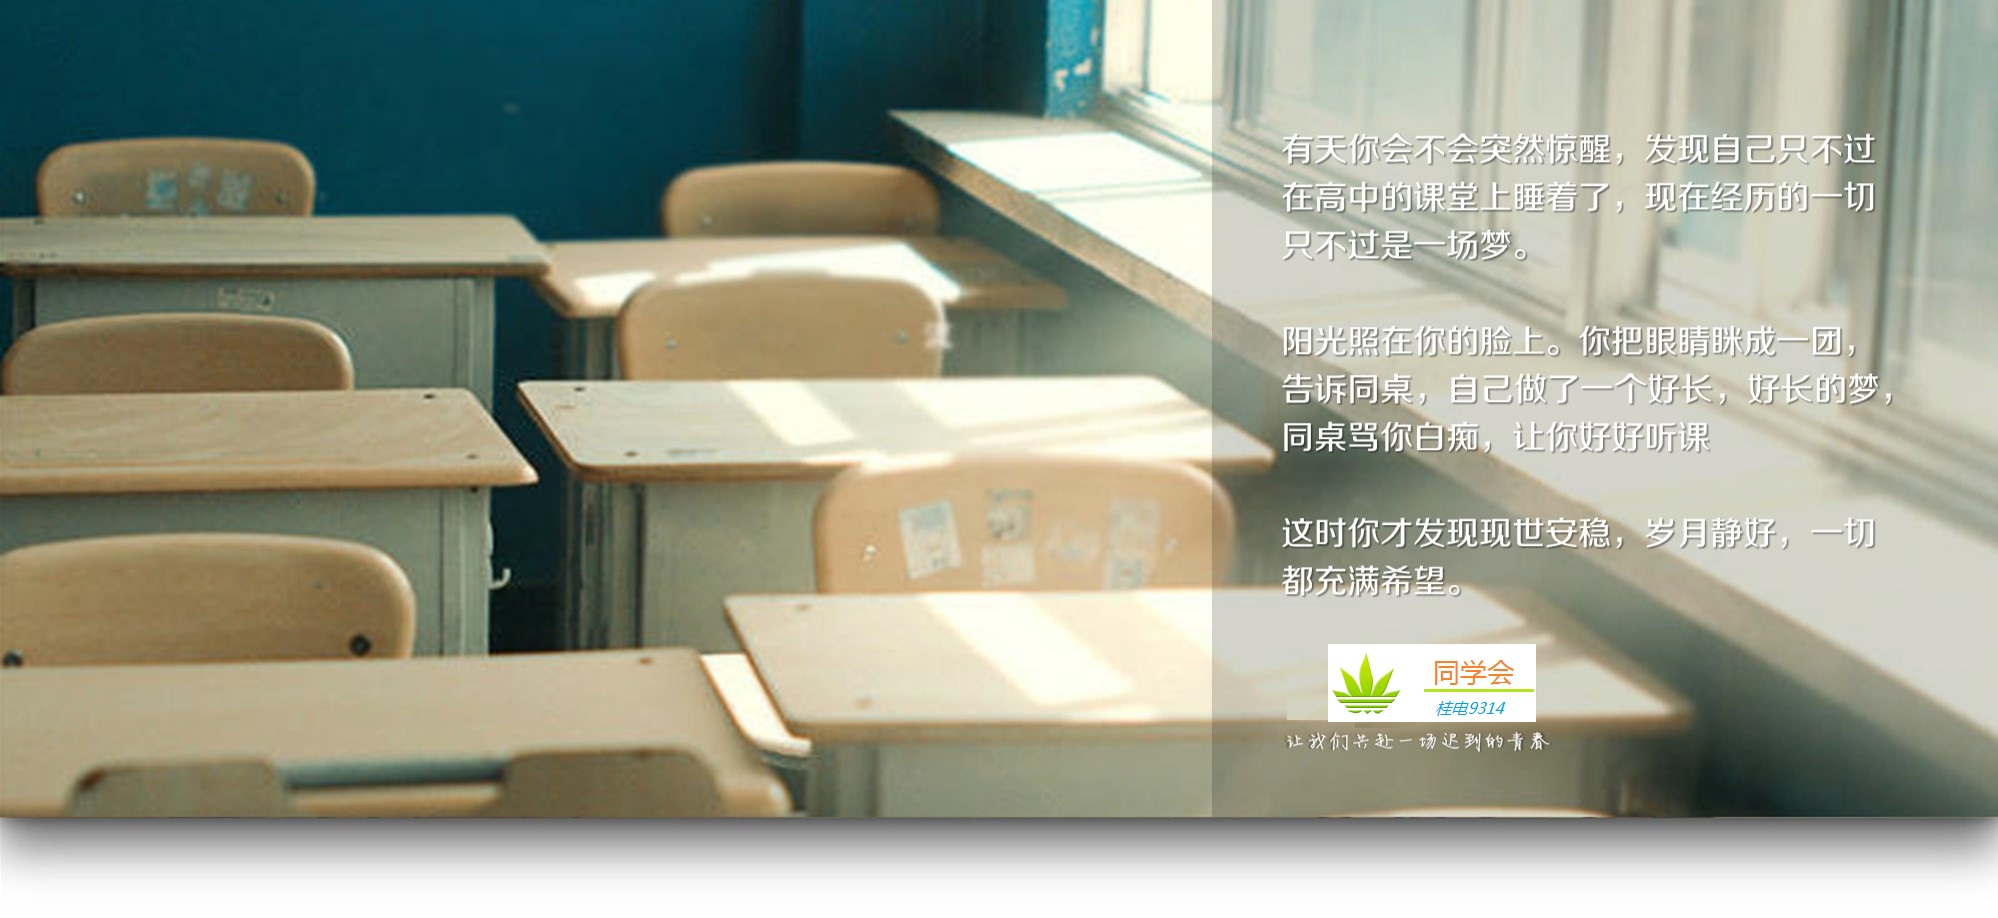 有天你会不会突然惊醒，发现自己只不过
在高中的课堂上睡着了，现在经历的一切
只不过是一场梦。
阳光照在你的脸上。你把眼睛眯成一团，
告诉同桌，自己做了一个好长，好长的梦，
同桌骂你白痴，让你好好听课
这时你才发现现世安稳，岁月静好，一切
都充满希望。
同学会
桂电9314
让我们共赴一场迟到的青春